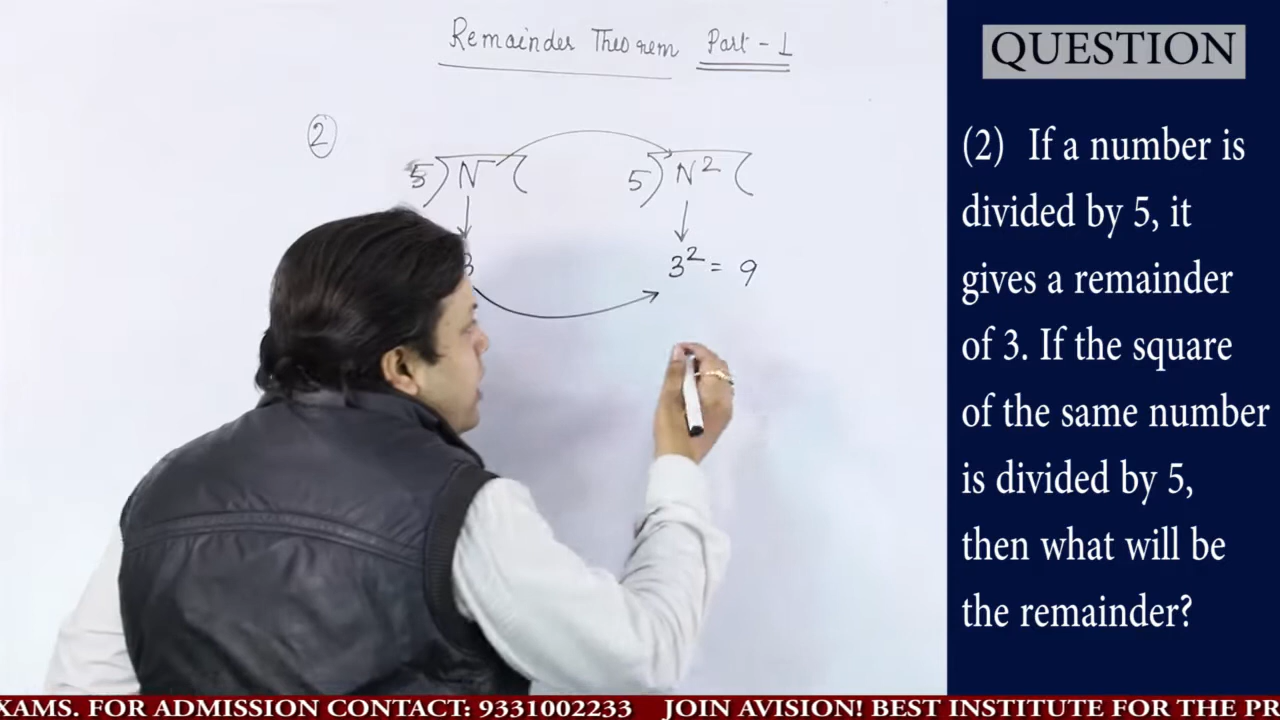 Remainder Theorem Part - 1
2
5) N (
5) N² (
3
3² = 9
QUESTION
(2) If a number is
divided by 5, it
gives a remainder
of 3. If the square
of the same number
is divided by 5,
then what will be
the remainder?
XAMS. FOR ADMISSION CONTACT: 9331002233 JOIN AVISION! BEST INSTITUTE FOR THE PR